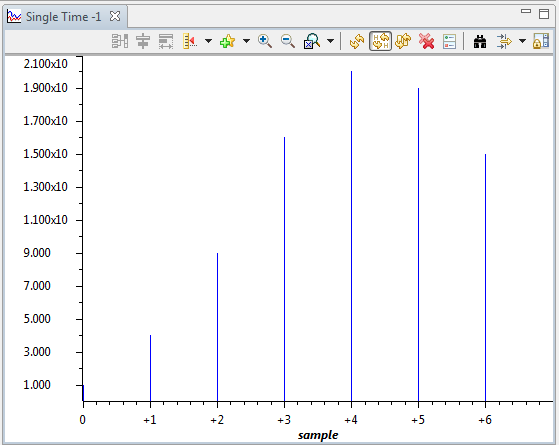 Single Time -1
2.100x10
1.900x10
1.700x10
1.500x10
1.300x10
1.100x10
9.000
7.000
5.000
3.000
1.000
0 +1 +2 +3 +4 +5 +6
sample